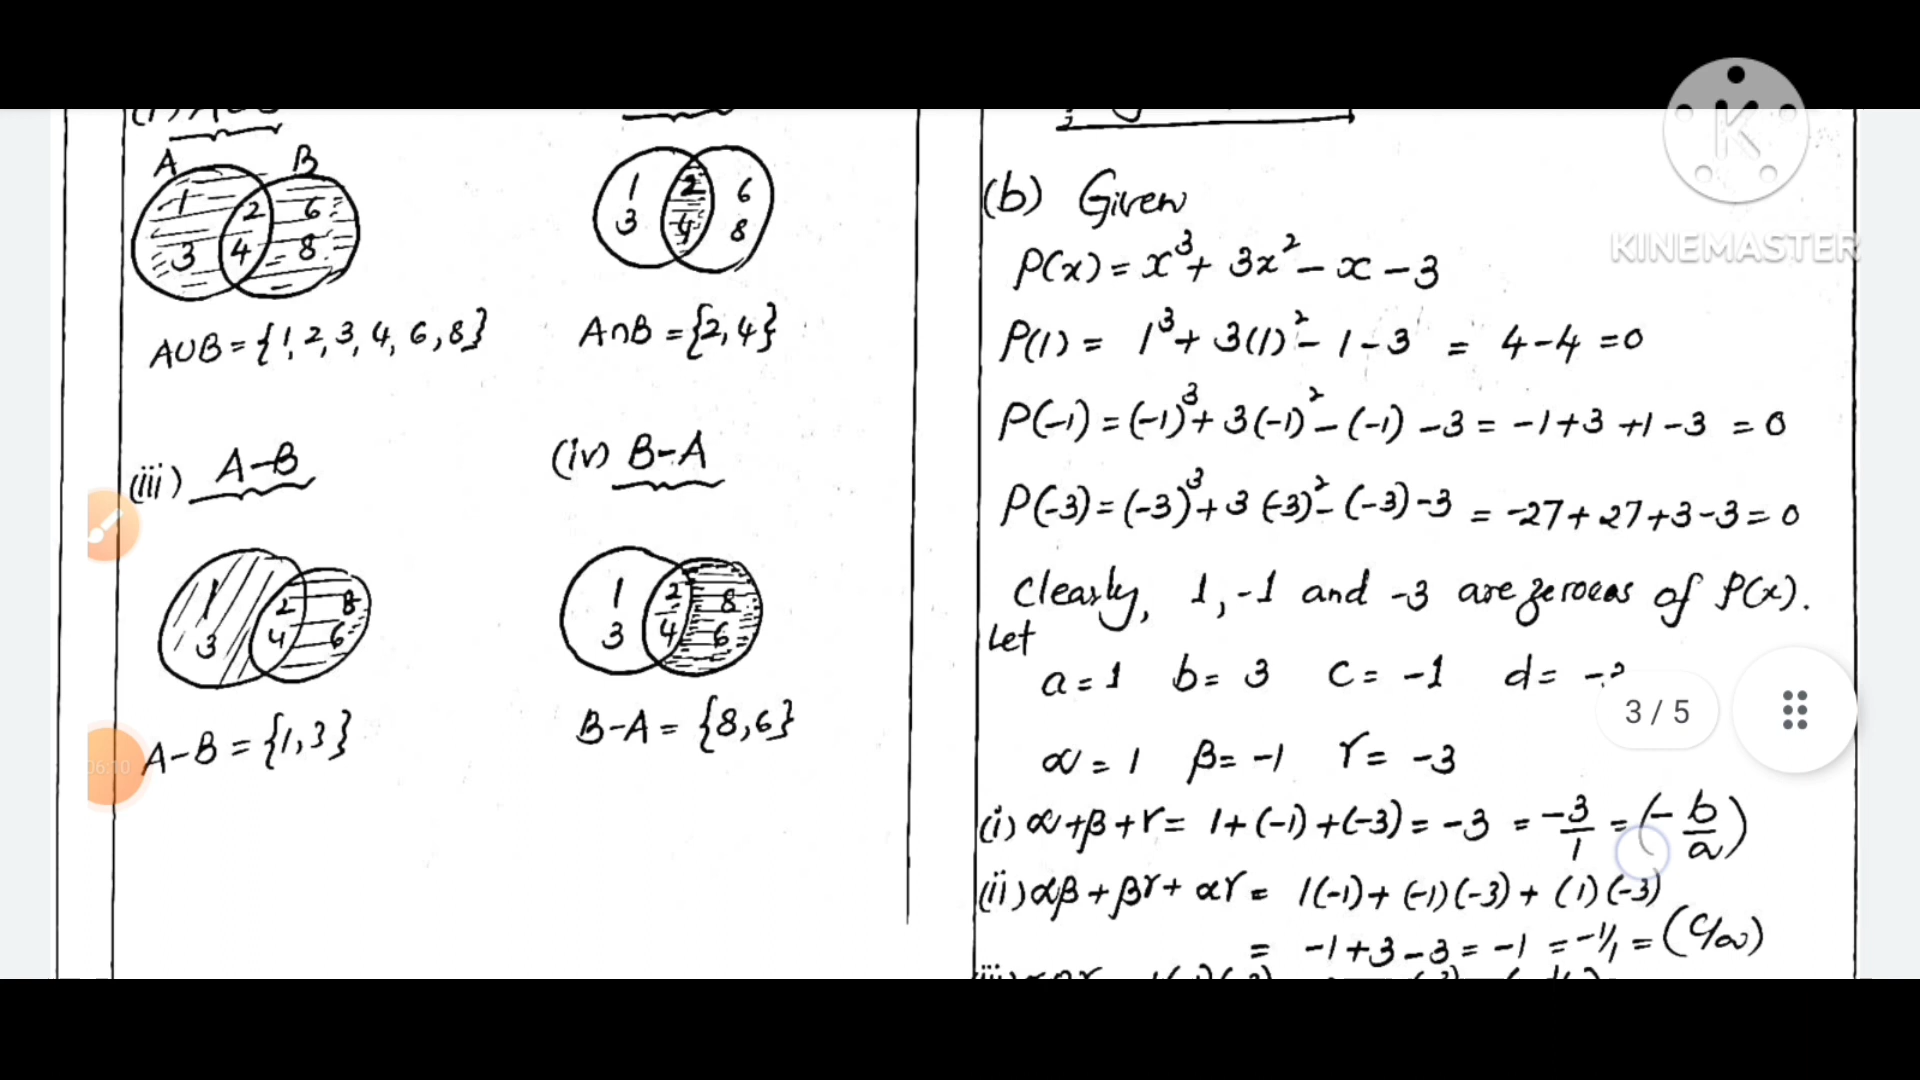 A B
1 2 6
3 4 8
A∪B = {1, 2, 3, 4, 6, 8}
1 2 6
3 4 8
A∩B = {2, 4}
(iii) A-B
1 2 8
3 4 6
A-B = {1, 3}
(iv) B-A
1 2 8
3 4 6
B-A = {8, 6}
06:10
(b) Given
P(x) = x³ + 3x² - x - 3
P(1) = 1³ + 3(1)² - 1 - 3 = 4-4 = 0
P(-1) = (-1)³ + 3(-1)² - (-1) - 3 = -1+3+1-3 = 0
P(-3) = (-3)³ + 3(-3)² - (-3) - 3 = -27+27+3-3 = 0
Clearly, 1, -1 and -3 are zeroes of P(x).
Let
a = 1 b = 3 c = -1 d =
α = 1 β = -1 γ = -3
(i) α+β+γ = 1+(-1)+(-3) = -3 = -3/1 = (-b/a)
(ii) αβ+βγ+αγ = 1(-1)+(-1)(-3)+(1)(-3)
= -1+3-3 = -1 = -1/1 = (c/a)
KINEMASTER
3 / 5